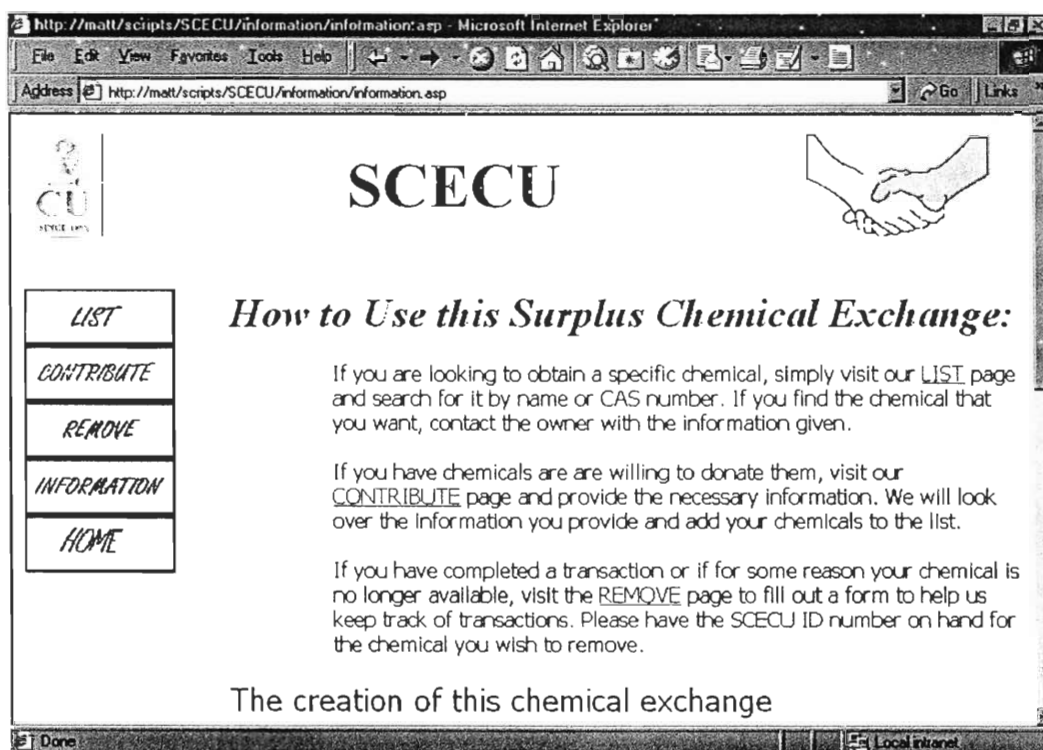 http://matt/scripts/SCECU/information/information.asp - Microsoft Internet Explorer
File Edit View Favorites Tools Help
Address http://matt/scripts/SCECU/information/information.asp Go Links
CU
SCECU
LIST
CONTRIBUTE
REMOVE
INFORMATION
HOME
How to Use this Surplus Chemical Exchange:
If you are looking to obtain a specific chemical, simply visit our LIST page
and search for it by name or CAS number. If you find the chemical that
you want, contact the owner with the information given.
If you have chemicals are are willing to donate them, visit our
CONTRIBUTE page and provide the necessary information. We will look
over the information you provide and add your chemicals to the list.
If you have completed a transaction or if for some reason your chemical is
no longer available, visit the REMOVE page to fill out a form to help us
keep track of transactions. Please have the SCECU ID number on hand for
the chemical you wish to remove.
The creation of this chemical exchange
Done Local intranet